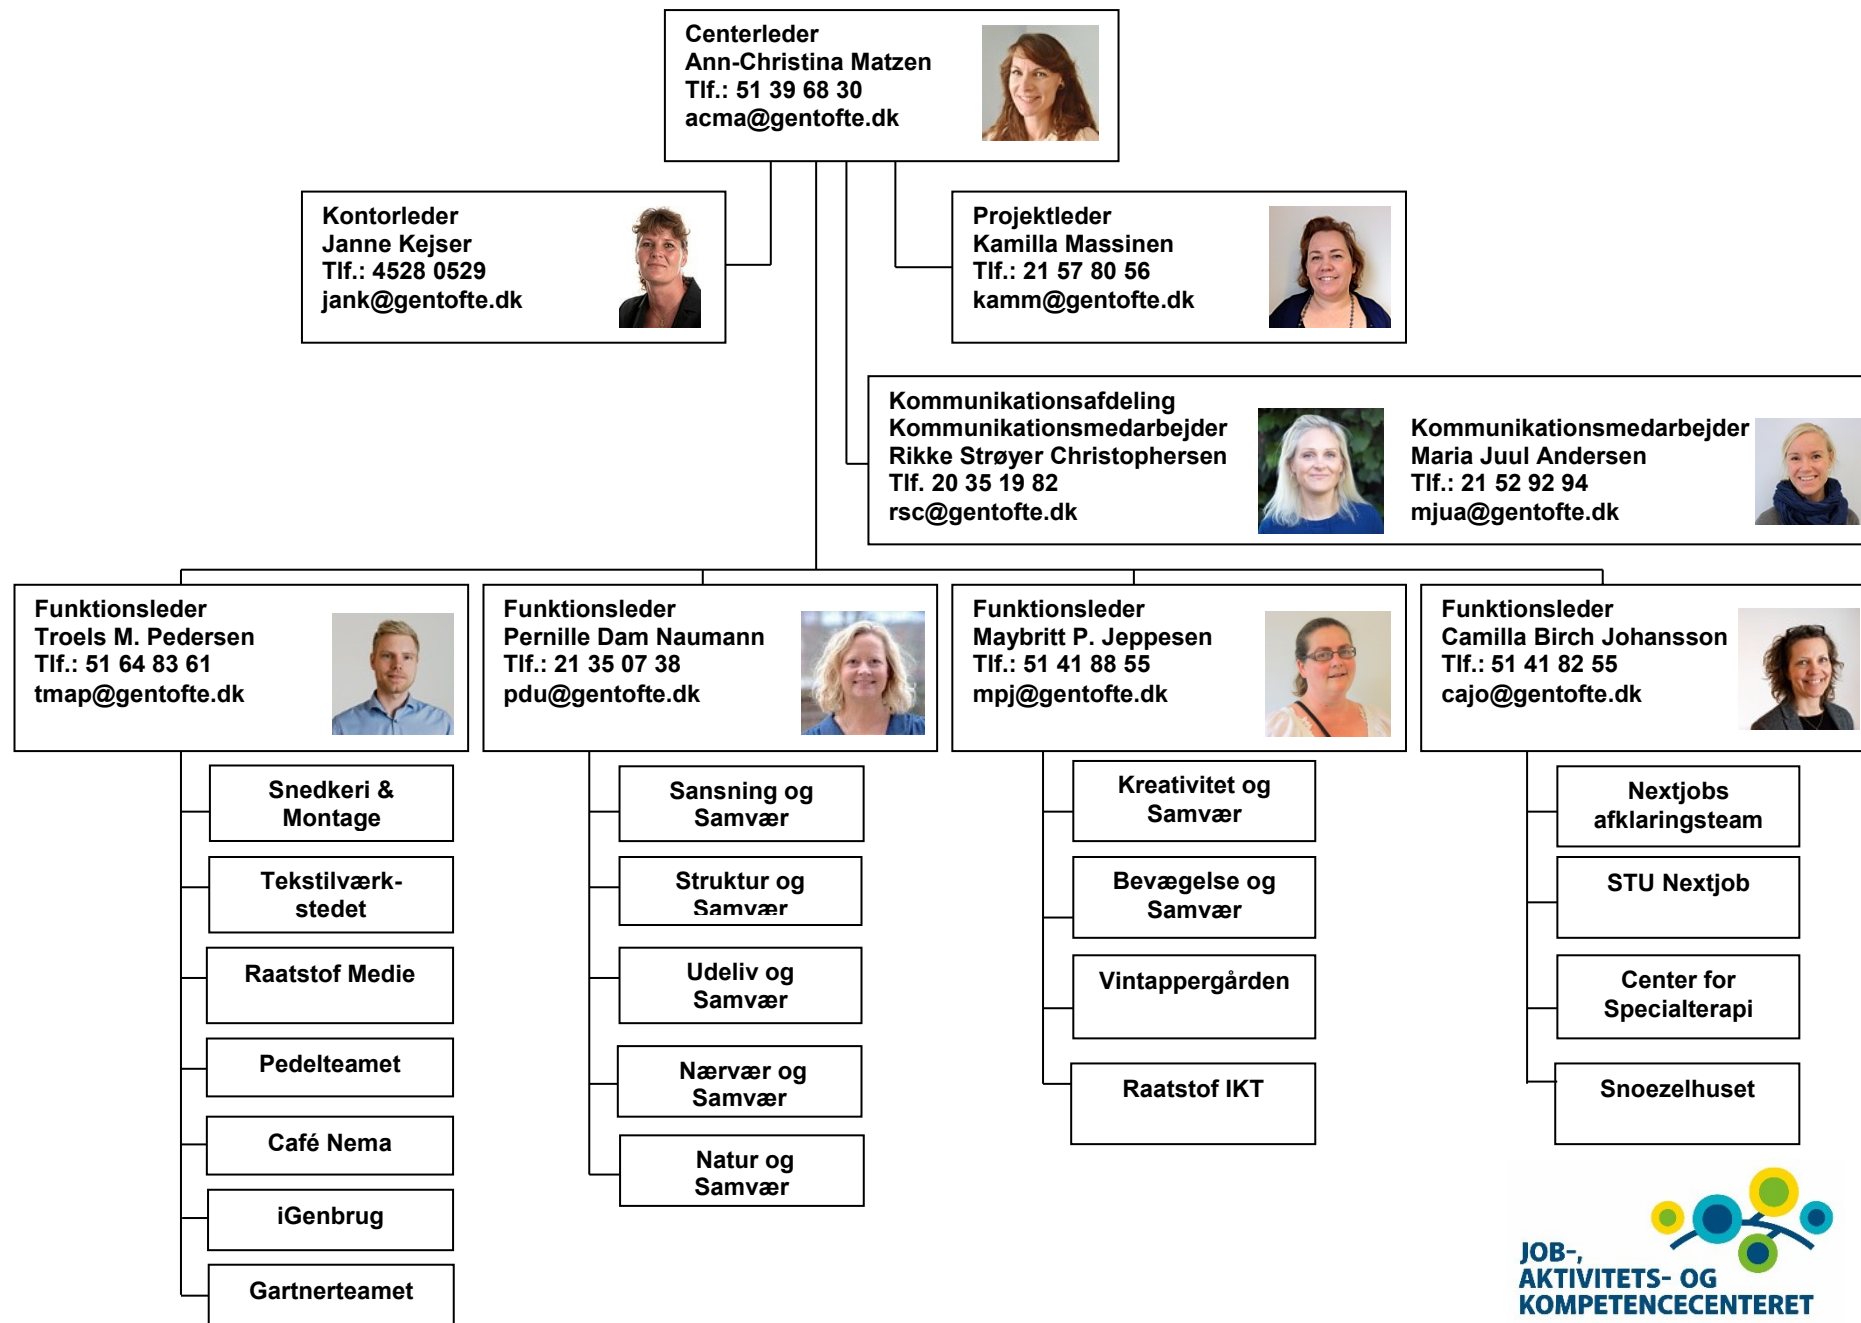 Centerleder
Ann-Christina Matzen
Tlf.: 51 39 68 30
acma@gentofte.dk
Kontorleder
Janne Kejser
Tlf.: 4528 0529
jank@gentofte.dk
Projektleder
Kamilla Massinen
Tlf.: 21 57 80 56
kamm@gentofte.dk
Kommunikationsafdeling
Kommunikationsmedarbejder
Rikke Strøyer Christophersen
Tlf. 20 35 19 82
rsc@gentofte.dk
Kommunikationsmedarbejder
Maria Juul Andersen
Tlf.: 21 52 92 94
mjua@gentofte.dk
Funktionsleder
Troels M. Pedersen
Tlf.: 51 64 83 61
tmap@gentofte.dk
Funktionsleder
Pernille Dam Naumann
Tlf.: 21 35 07 38
pdu@gentofte.dk
Funktionsleder
Maybritt P. Jeppesen
Tlf.: 51 41 88 55
mpj@gentofte.dk
Funktionsleder
Camilla Birch Johansson
Tlf.: 51 41 82 55
cajo@gentofte.dk
Snedkeri &
Montage
Tekstilværk-
stedet
Raatstof Medie
Pedelteamet
Café Nema
iGenbrug
Gartnerteamet
Sansning og
Samvær
Struktur og
Samvær
Udeliv og
Samvær
Nærvær og
Samvær
Natur og
Samvær
Kreativitet og
Samvær
Bevægelse og
Samvær
Vintappergården
Raatstof IKT
Nextjobs
afklaringsteam
STU Nextjob
Center for
Specialterapi
Snoezelhuset
JOB-,
AKTIVITETS- OG
KOMPETENCECENTERET